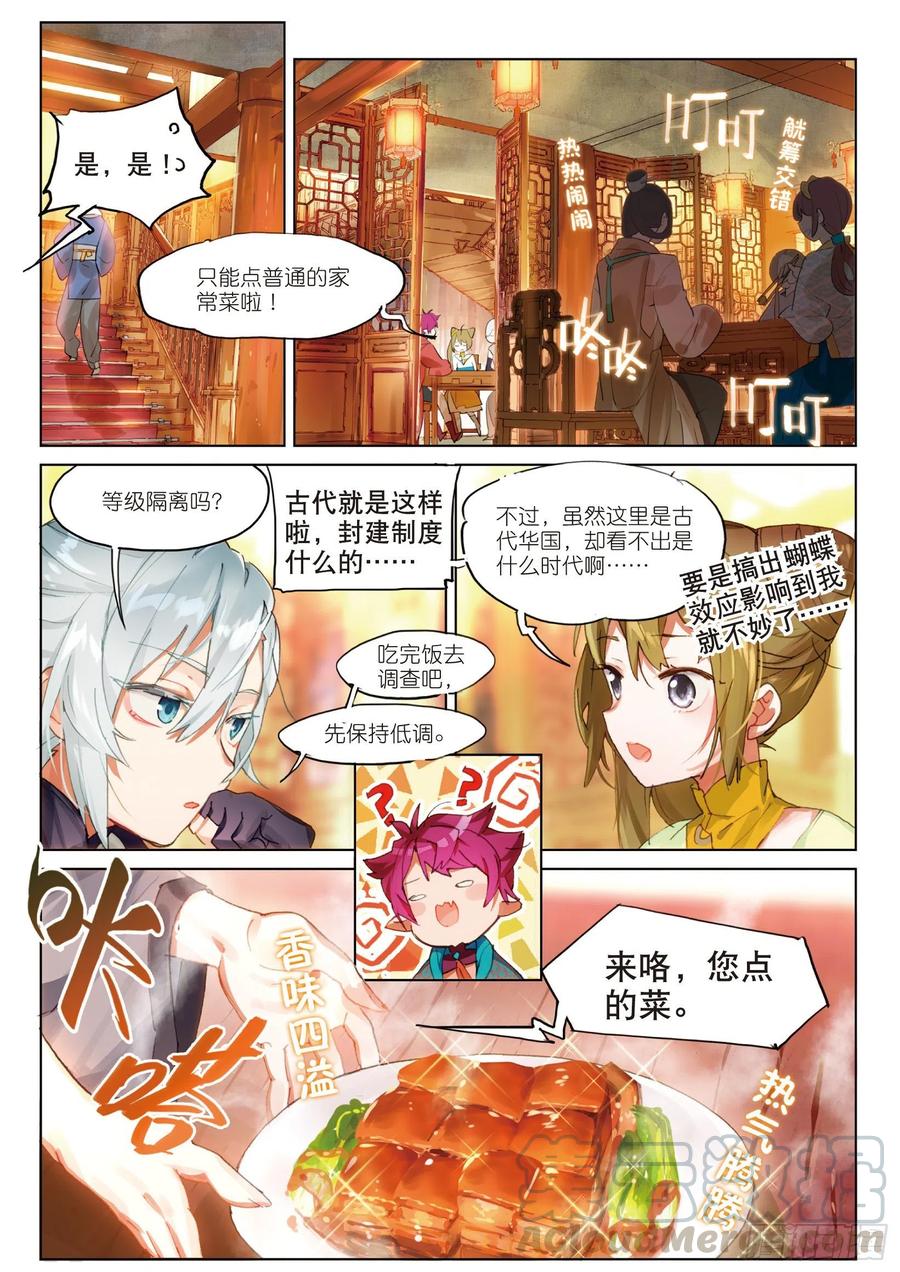 是，是！
叮叮
觥筹交错
热热闹闹
只能点普通的家
常菜啦！
咚咚
叮叮
等级隔离吗？
古代就是这样
啦，封建制度
什么的……
不过，虽然这里是古
代华国，却看不出是
什么时代啊……
要是搞出蝴蝶
效应影响到我
就不妙了……
吃完饭去
调查吧，
先保持低调。
？
？
咔
嗒
香味四溢
来咯，您点
的菜。
热气腾腾
AcloudMerge.com